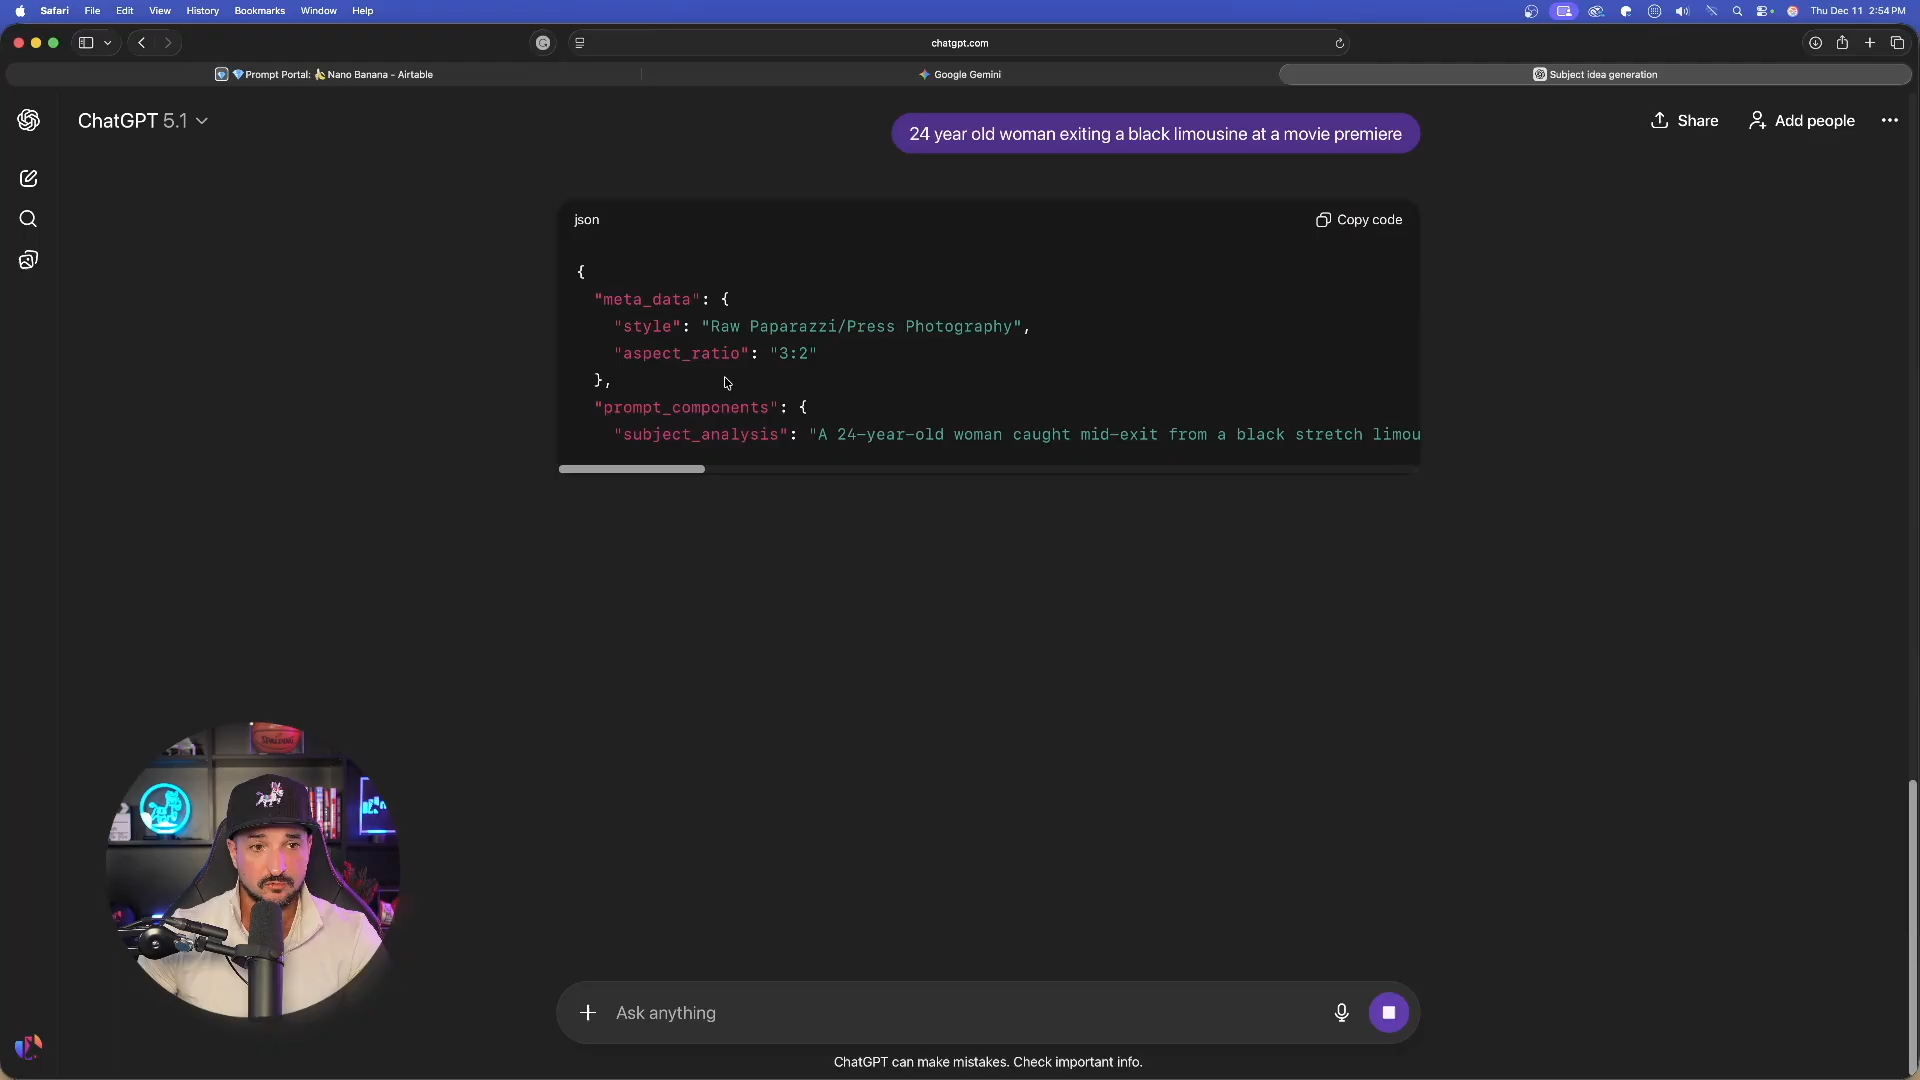 Safari File Edit View History Bookmarks Window Help Thu Dec 11 2:54 PM
chatgpt.com
Prompt Portal: Nano Banana - Airtable
Google Gemini
Subject idea generation
ChatGPT 5.1
Share
Add people
24 year old woman exiting a black limousine at a movie premiere
json
Copy code
{
"meta_data": {
"style": "Raw Paparazzi/Press Photography",
"aspect_ratio": "3:2"
},
"prompt_components": {
"subject_analysis": "A 24-year-old woman caught mid-exit from a black stretch limou
SPALDING
Ask anything
ChatGPT can make mistakes. Check important info.